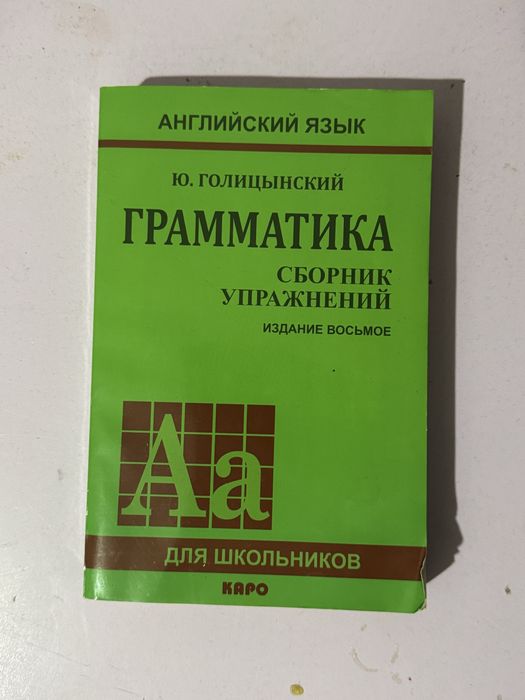 АНГЛИЙСКИЙ ЯЗЫК
Ю. ГОЛИЦЫНСКИЙ
ГРАММАТИКА
СБОРНИК
УПРАЖНЕНИЙ
ИЗДАНИЕ ВОСЬМОЕ
Aa
ДЛЯ ШКОЛЬНИКОВ
КАРО